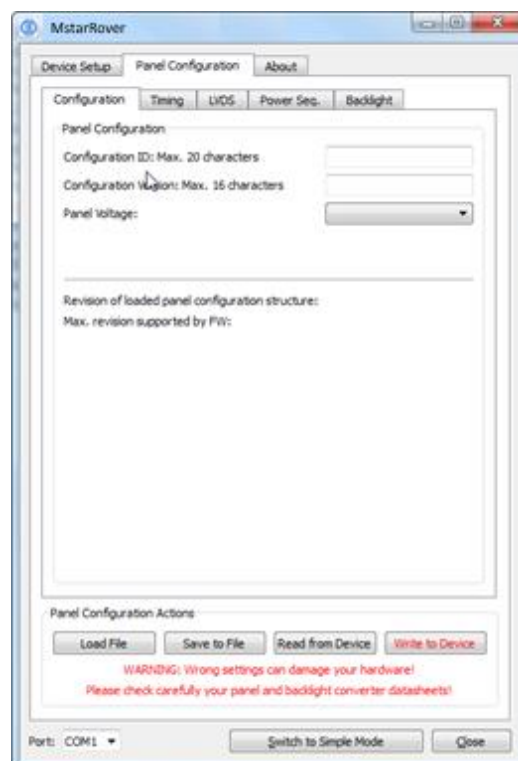 MstarRover
Device Setup Panel Configuration About
Configuration Timing LVDS Power Seq. Backlight
Panel Configuration
Configuration ID: Max. 20 characters
Configuration Version: Max. 16 characters
Panel Voltage:
Revision of loaded panel configuration structure:
Max. revision supported by FW:
Panel Configuration Actions
Load File Save to File Read from Device Write to Device
WARNING: Wrong settings can damage your hardware!
Please check carefully your panel and backlight converter datasheets!
Port: COM1 Switch to Simple Mode Close